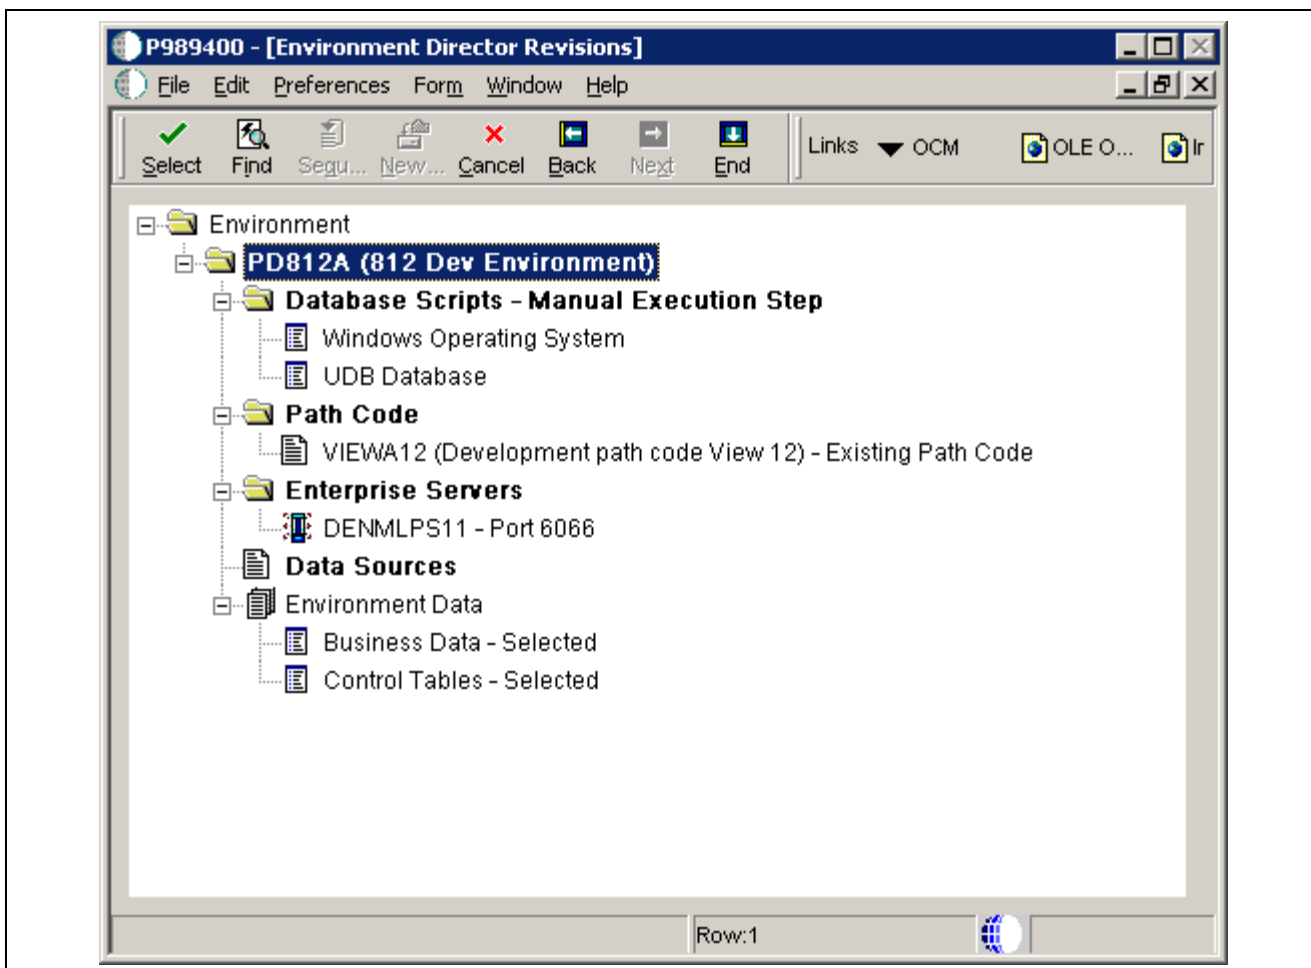 P989400 - [Environment Director Revisions]
File Edit Preferences Form Window Help
Select Find Sequ... New... Cancel Back Next End Links OCM OLE O... Ir
Environment
PD812A (812 Dev Environment)
Database Scripts - Manual Execution Step
Windows Operating System
UDB Database
Path Code
VIEWA12 (Development path code View 12) - Existing Path Code
Enterprise Servers
DENMLPS11 - Port 6066
Data Sources
Environment Data
Business Data - Selected
Control Tables - Selected
Row:1